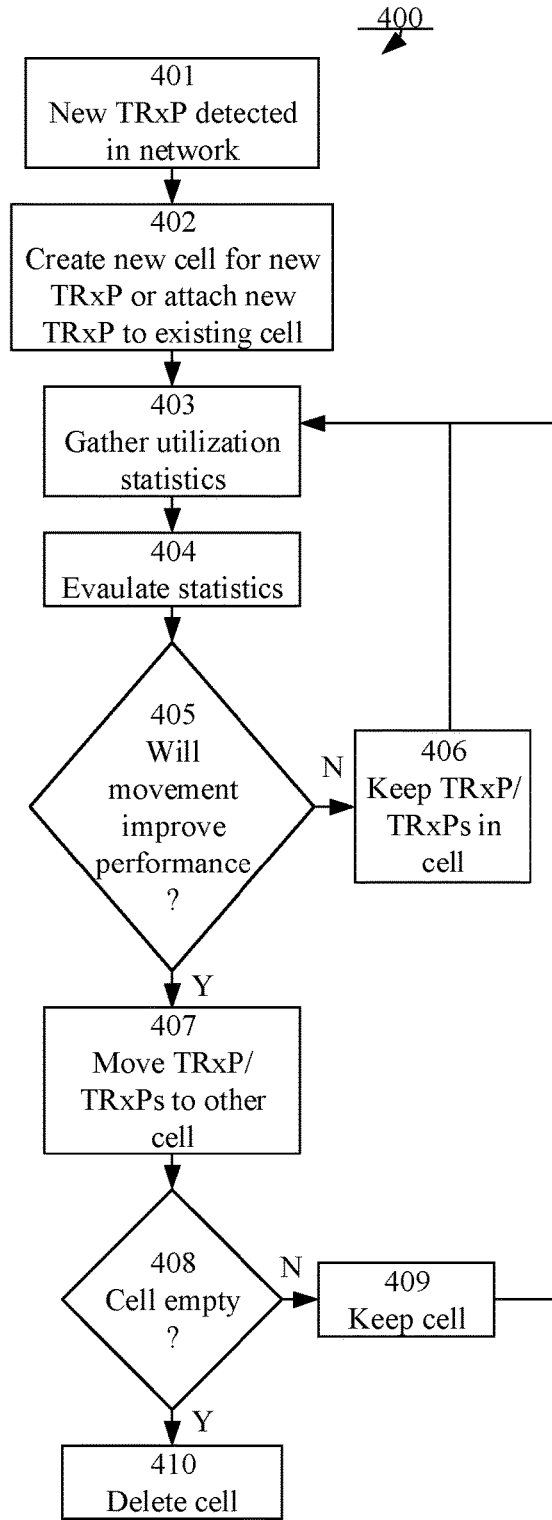 400
401
New TRxP detected
in network
402
Create new cell for new
TRxP or attach new
TRxP to existing cell
403
Gather utilization
statistics
404
Evaulate statistics
405
Will
movement
improve
performance
?
N
406
Keep TRxP/
TRxPs in
cell
Y
407
Move TRxP/
TRxPs to other
cell
408
Cell empty
?
N
409
Keep cell
Y
410
Delete cell